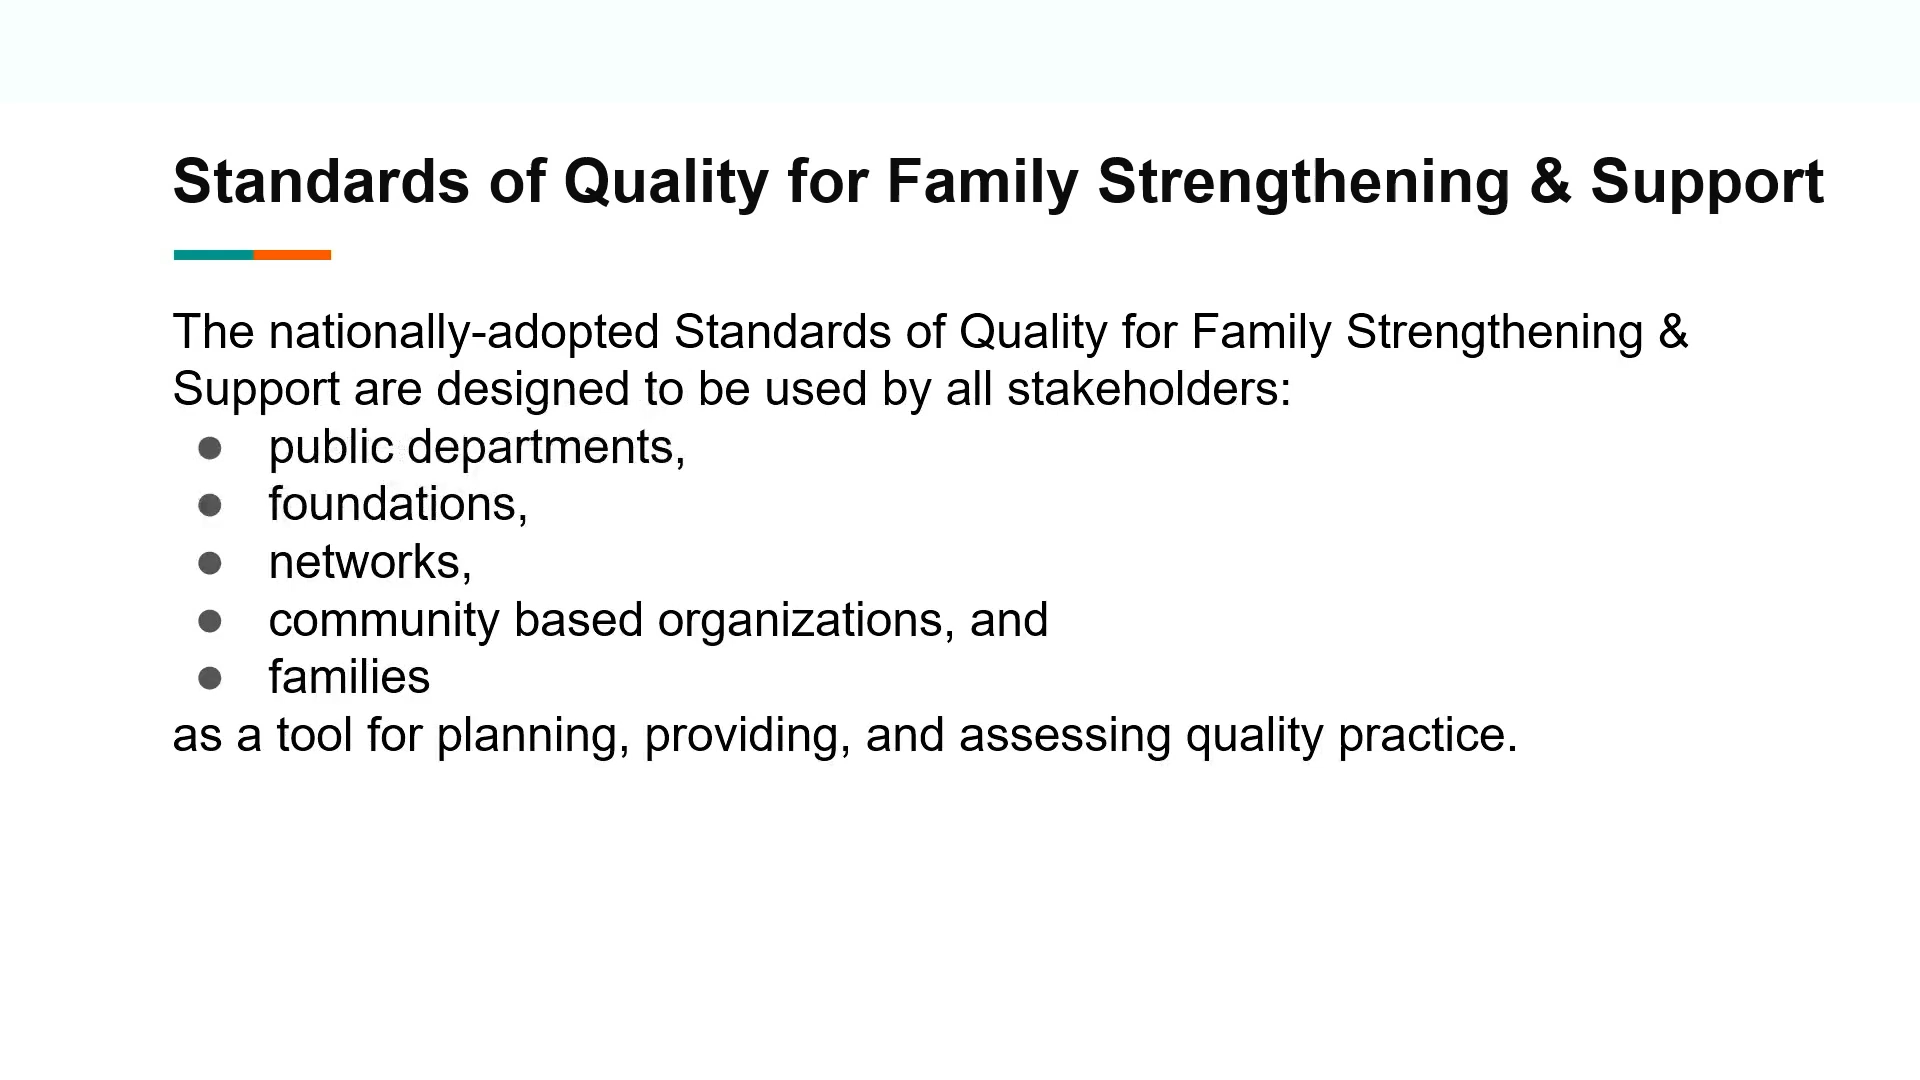 Standards of Quality for Family Strengthening & Support
The nationally-adopted Standards of Quality for Family Strengthening &
Support are designed to be used by all stakeholders:
● public departments,
● foundations,
● networks,
● community based organizations, and
● families
as a tool for planning, providing, and assessing quality practice.